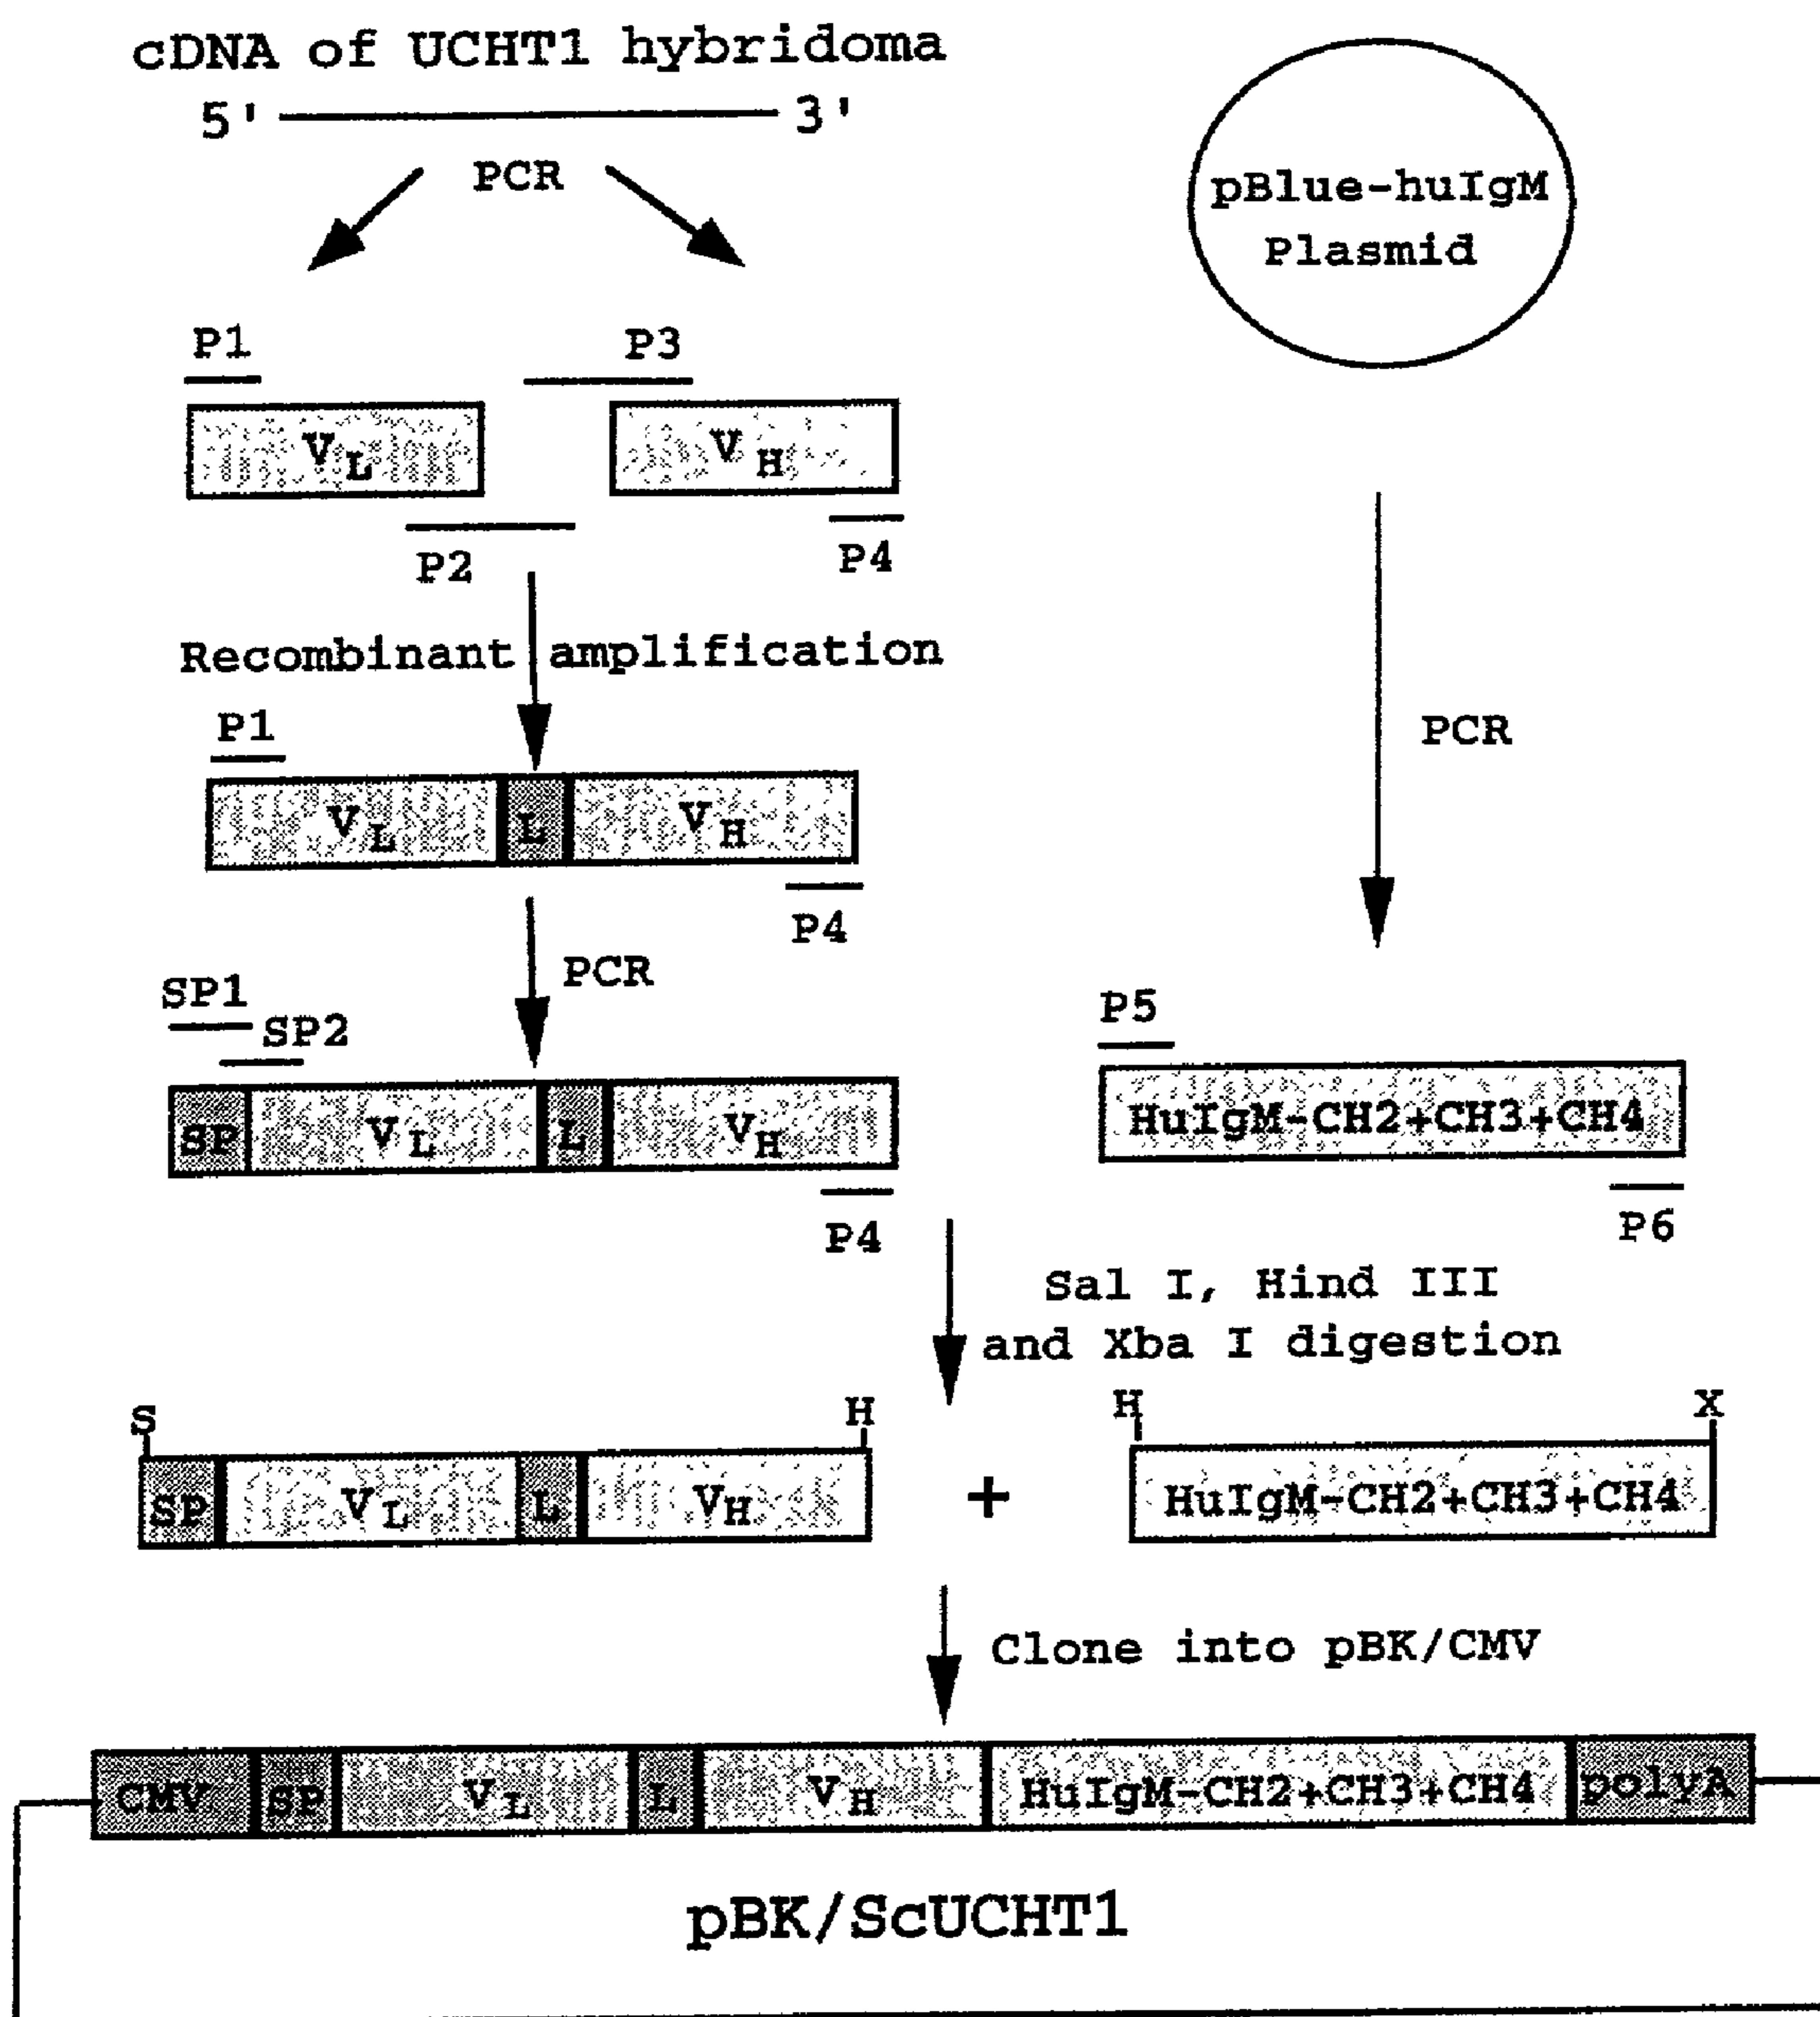 cDNA of UCHT1 hybridoma
5' 3'
PCR
pBlue-huIgM
Plasmid
P1
P3
VL
VH
P2
P4
Recombinant amplification
PCR
P1
VL L VH
P4
PCR
SP1
SP2
P5
SP VL L VH
HuIgM-CH2+CH3+CH4
P4
P6
Sal I, Hind III
and Xba I digestion
S H H X
SP VL L VH + HuIgM-CH2+CH3+CH4
Clone into pBK/CMV
CMV SP VL L VH HuIgM-CH2+CH3+CH4 polyA
pBK/ScUCHT1